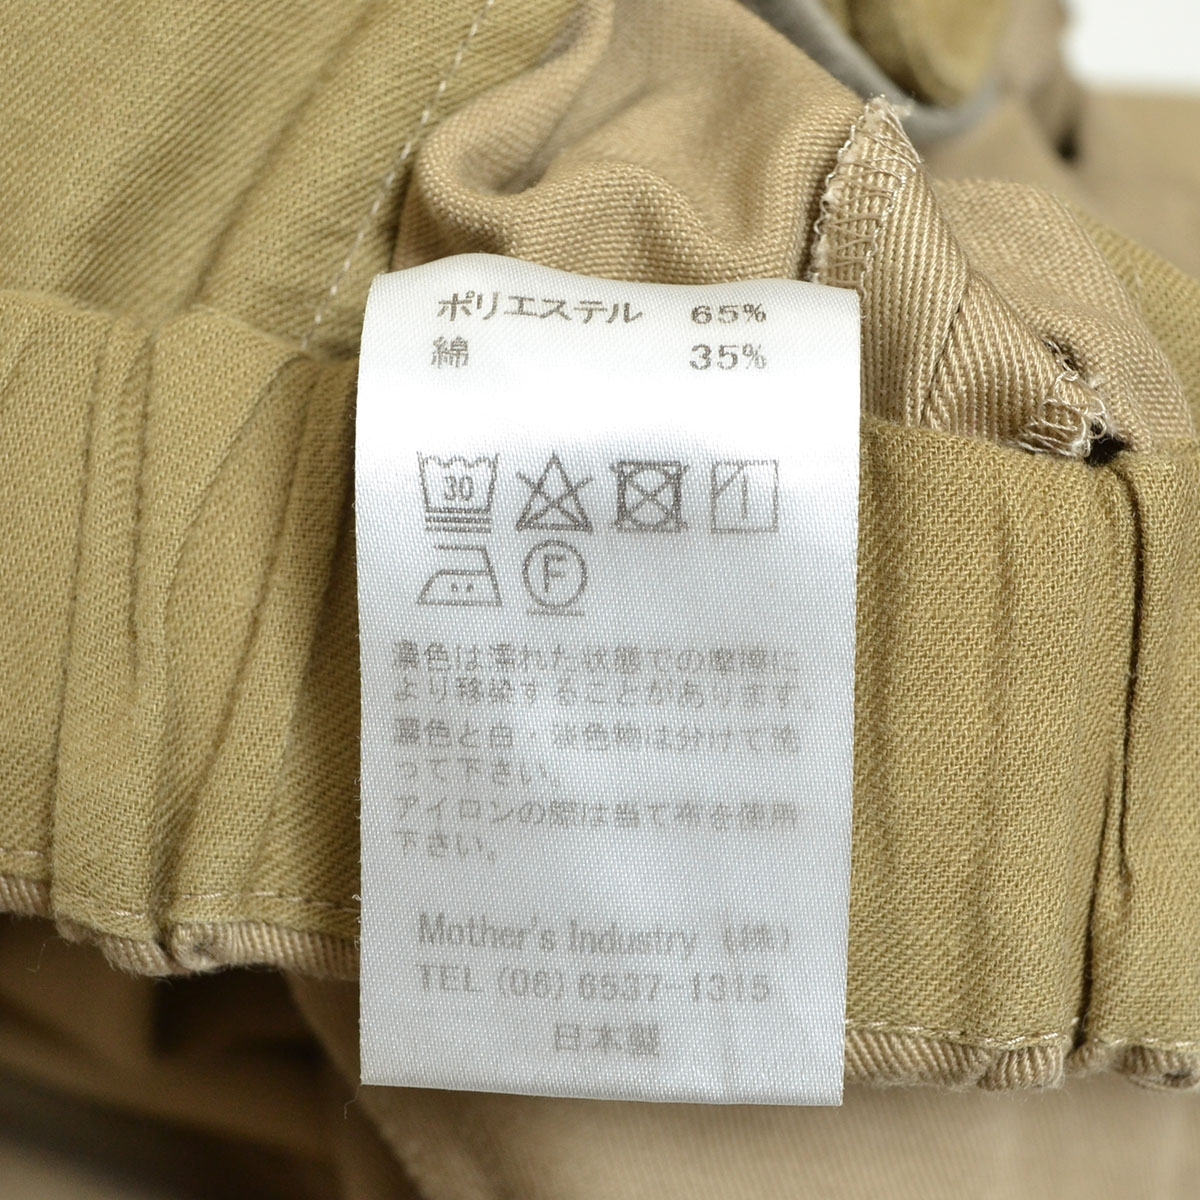 ポリエステル 65%
綿 35%
30
F
濃色は濡れた状態での摩擦に
より移染することがあります。
濃色と白、淡色物は分けて洗
って下さい。
アイロンの際は当て布を使用
下さい。
Mother's Industry (株)
TEL (06) 6537-1315
日本製